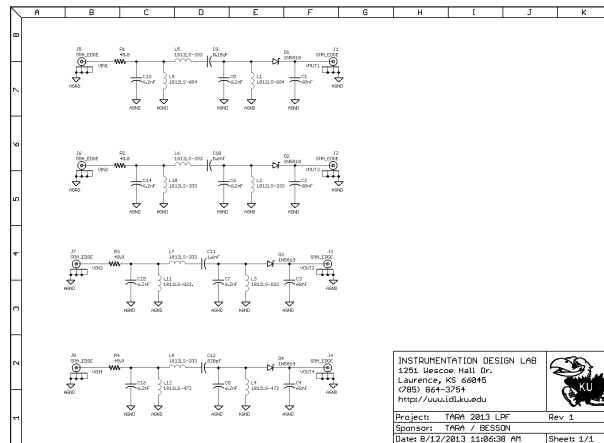 A B C D E F G H I J K
8
J5 R1 L5 C9 D1 J1
SMA_EDGE 49.9 1812LS-333 0.15uF 1N5819 SMA_EDGE
VIN1 VOUT1
C13 L9 C5 L1 C1
6.2nF 1812LS-684 6.2nF 1812LS-684 68nF
AGND AGND AGND AGND AGND AGND AGND
7
6
J6 R2 L6 C10 D2 J2
SMA_EDGE 49.9 1812LS-333 1N5819 SMA_EDGE
VIN2 VOUT2
C14 L10 C6 L2 C2
6.2nF 1812LS-333 6.2nF 1812LS-333 68nF
AGND AGND AGND AGND AGND AGND AGND
5
4
J7 R3 L7 C11 D3 J3
SMA_EDGE 49.9 1812LS-333 1.6nF 1N5819 SMA_EDGE
VIN3 VOUT3
C15 L11 C7 L3 C3
6.2nF 1812LS-822. 6.2nF 1812LS-822 68nF
AGND AGND AGND AGND AGND AGND AGND
3
2
J8 R4 L8 C12 D4 J4
SMA_EDGE 49.9 1812LS-333 820pf 1N5819 SMA_EDGE
VIN4 VOUT4
C16 L12 C8 L4 C4
6.2nF 1812LS-472 6.2nF 1812LS-472 68nF
AGND AGND AGND AGND AGND AGND AGND
1
INSTRUMENTATION DESIGN LAB
1251 Wescoe Hall Dr.
Laurence, KS 66045
(785) 864-3754
http://www.idl.ku.edu
KU
Project: TARA 2013 LPF Rev 1
Sponsor: TARA / BESSON
Date: 8/12/2013 11:06:38 AM Sheet: 1/1